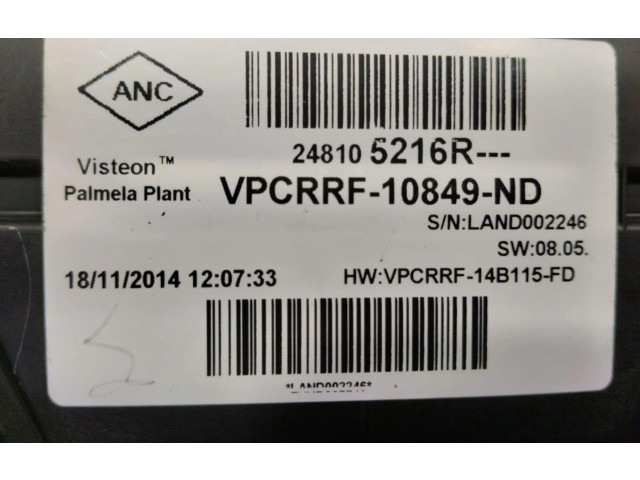 ANC
24810 5216R---
Visteon™
Palmela Plant
VPCRRF-10849-ND
S/N:LAND002246
SW:08.05.
18/11/2014 12:07:33
HW:VPCRRF-14B115-FD
*LAND002246*